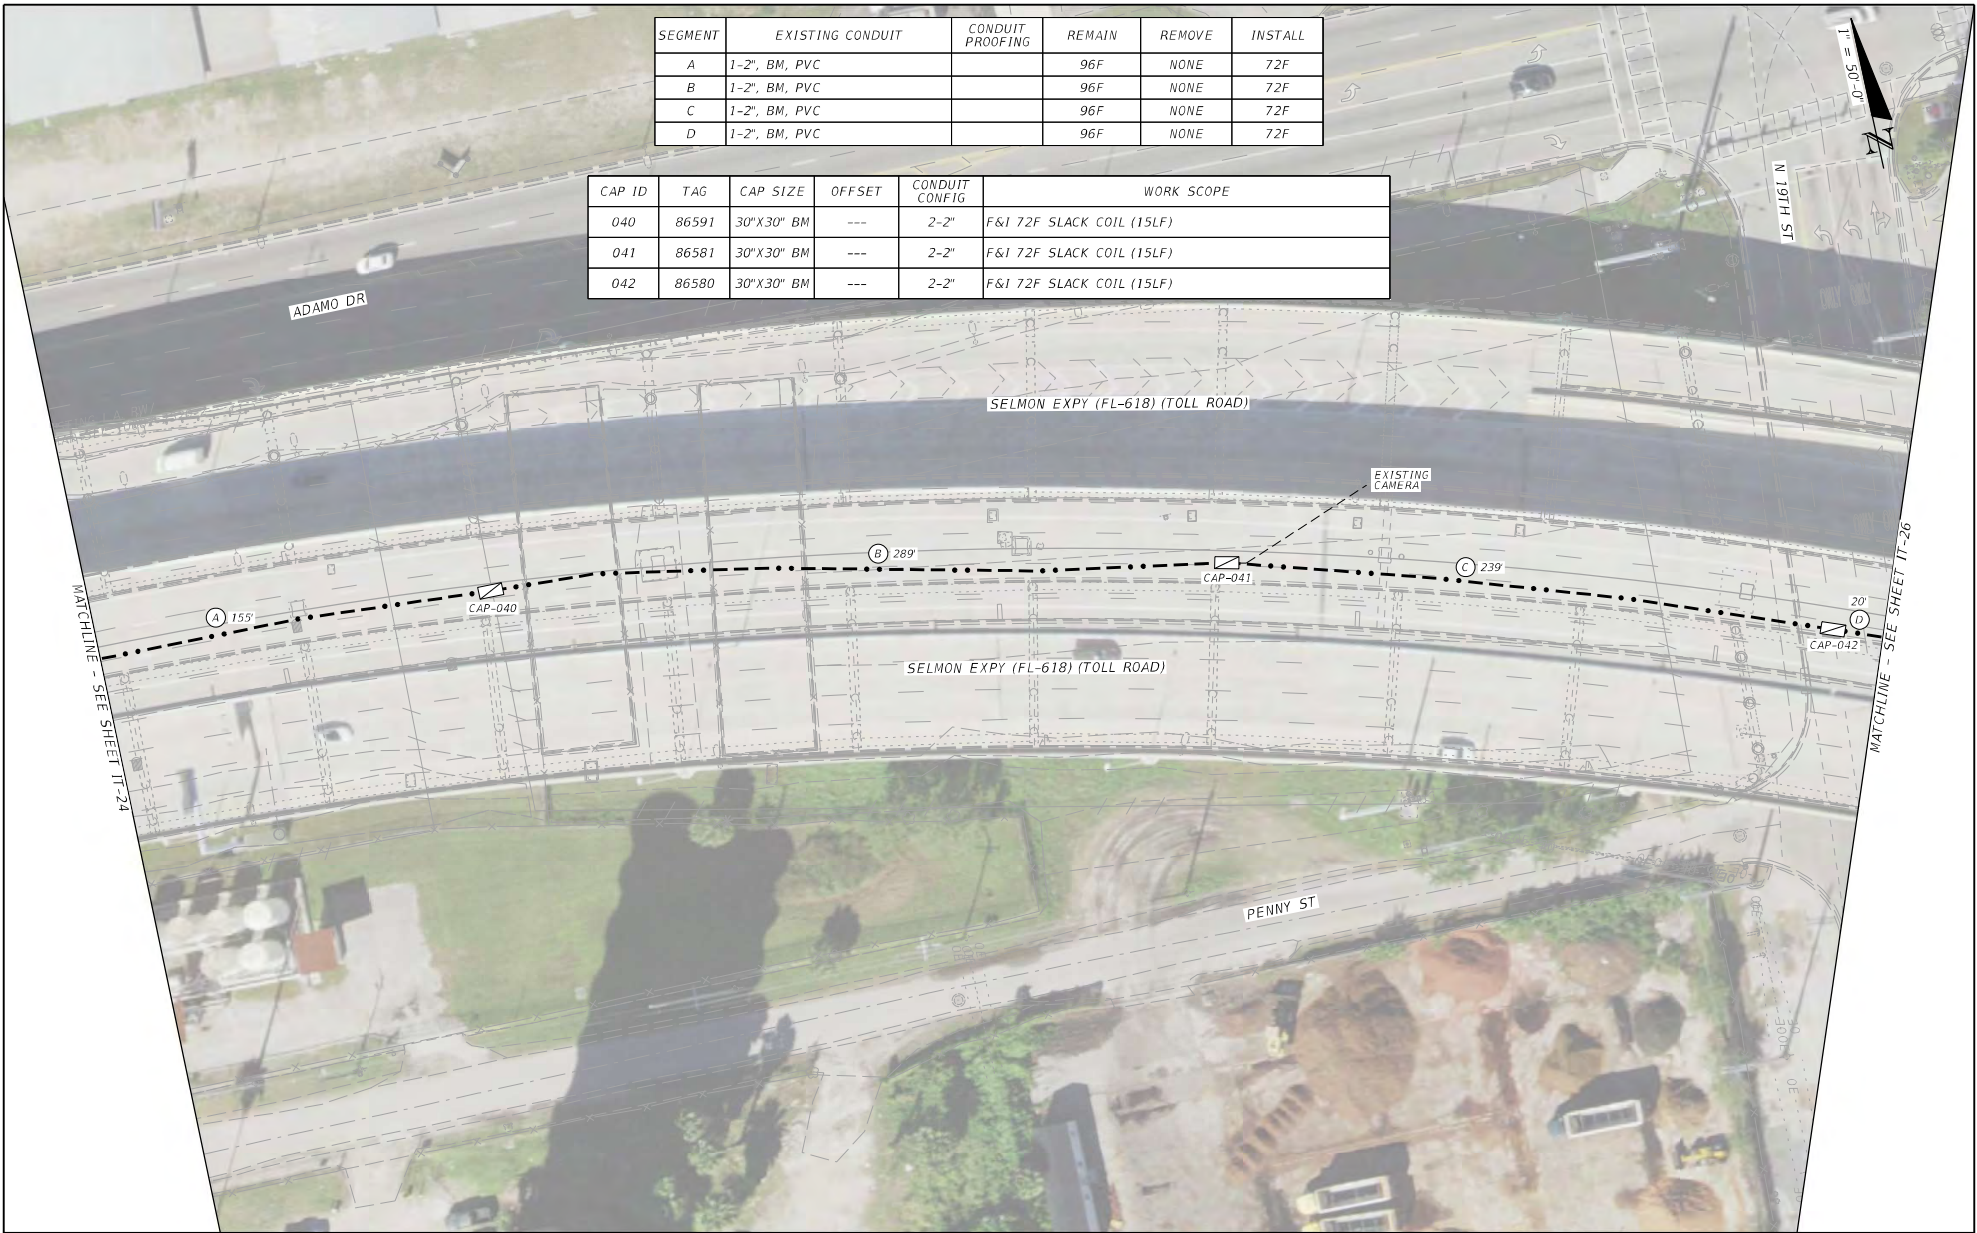 SEGMENT EXISTING CONDUIT CONDUIT PROOFING REMAIN REMOVE INSTALL
A 1-2", BM, PVC 96F NONE 72F
B 1-2", BM, PVC 96F NONE 72F
C 1-2", BM, PVC 96F NONE 72F
D 1-2", BM, PVC 96F NONE 72F
1" = 50'-0"
N
CAP ID TAG CAP SIZE OFFSET CONDUIT CONFIG WORK SCOPE
040 86591 30"X30" BM --- 2-2" F&I 72F SLACK COIL (15LF)
041 86581 30"X30" BM --- 2-2" F&I 72F SLACK COIL (15LF)
042 86580 30"X30" BM --- 2-2" F&I 72F SLACK COIL (15LF)
N 19TH ST
ADAMO DR
SELMON EXPY (FL-618) (TOLL ROAD)
EXISTING
CAMERA
B 289'
C 239'
CAP-041
CAP-040
A 155'
20'
D
CAP-042
SELMON EXPY (FL-618) (TOLL ROAD)
MATCHLINE - SEE SHEET IT-24
MATCHLINE - SEE SHEET IT-26
PENNY ST